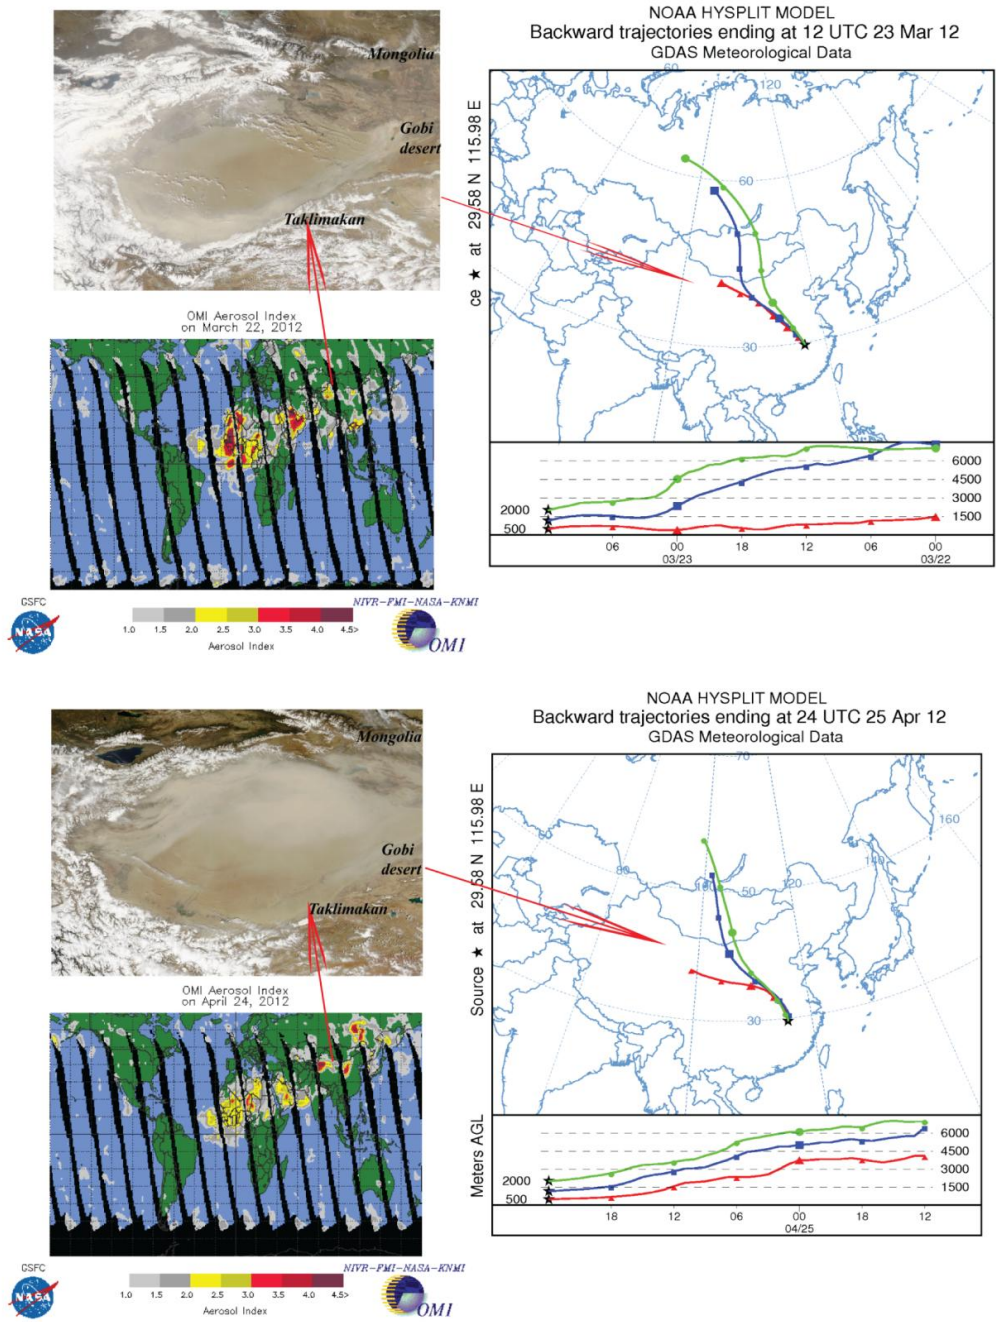 Mongolia
Gobi
desert
Taklimakan
OMI Aerosol Index
on March 22, 2012
GSFC
NASA
NIVR-FMI-NASA-KNMI
OMI
1.0 1.5 2.0 2.5 3.0 3.5 4.0 4.5>
Aerosol Index
NOAA HYSPLIT MODEL
Backward trajectories ending at 12 UTC 23 Mar 12
GDAS Meteorological Data
ce ★ at 29.58 N 115.98 E
60
90
120
60
30
6000
4500
3000
1500
2000
500
06 00 18 12 06 00
03/23 03/22
Mongolia
Gobi
desert
Taklimakan
OMI Aerosol Index
on April 24, 2012
GSFC
NASA
NIVR-FMI-NASA-KNMI
OMI
1.0 1.5 2.0 2.5 3.0 3.5 4.0 4.5>
Aerosol Index
NOAA HYSPLIT MODEL
Backward trajectories ending at 24 UTC 25 Apr 12
GDAS Meteorological Data
Source ★ at 29.58 N 115.98 E
70
160
140
60
80
100
50
120
30
Meters AGL
6000
4500
3000
1500
2000
500
18 12 06 00 18 12
04/25